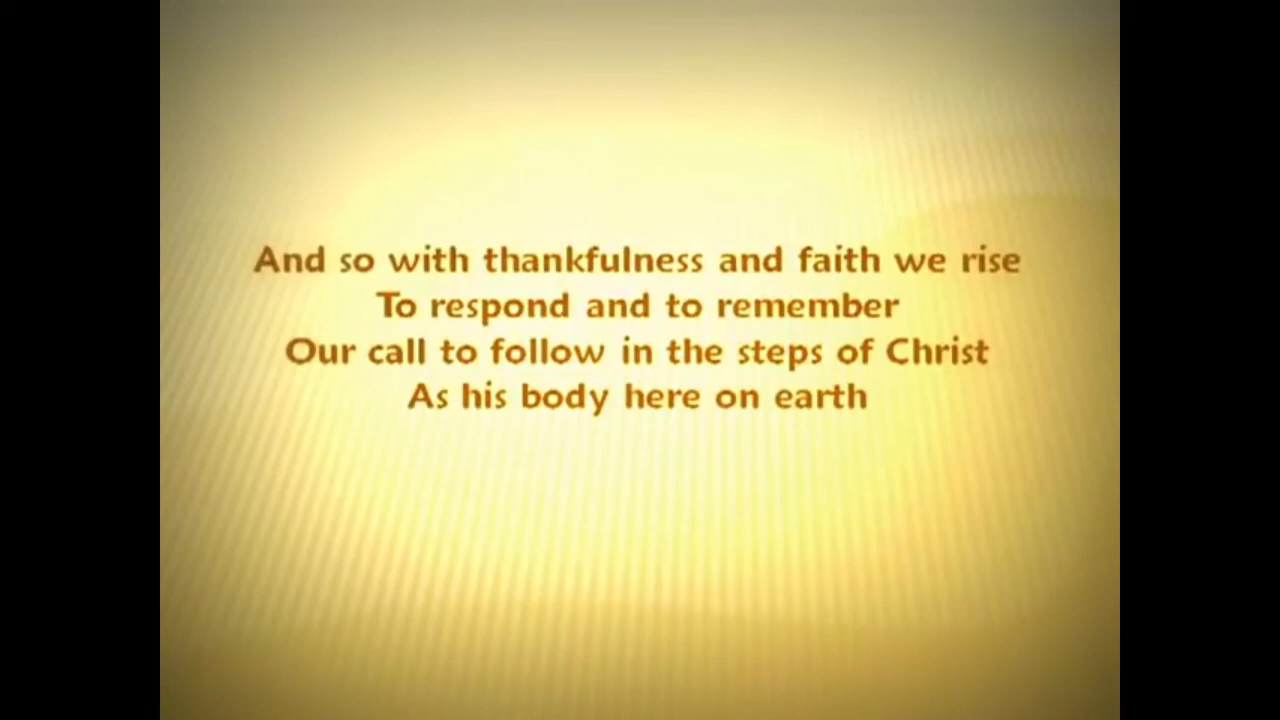 And so with thankfulness and faith we rise
To respond and to remember
Our call to follow in the steps of Christ
As his body here on earth